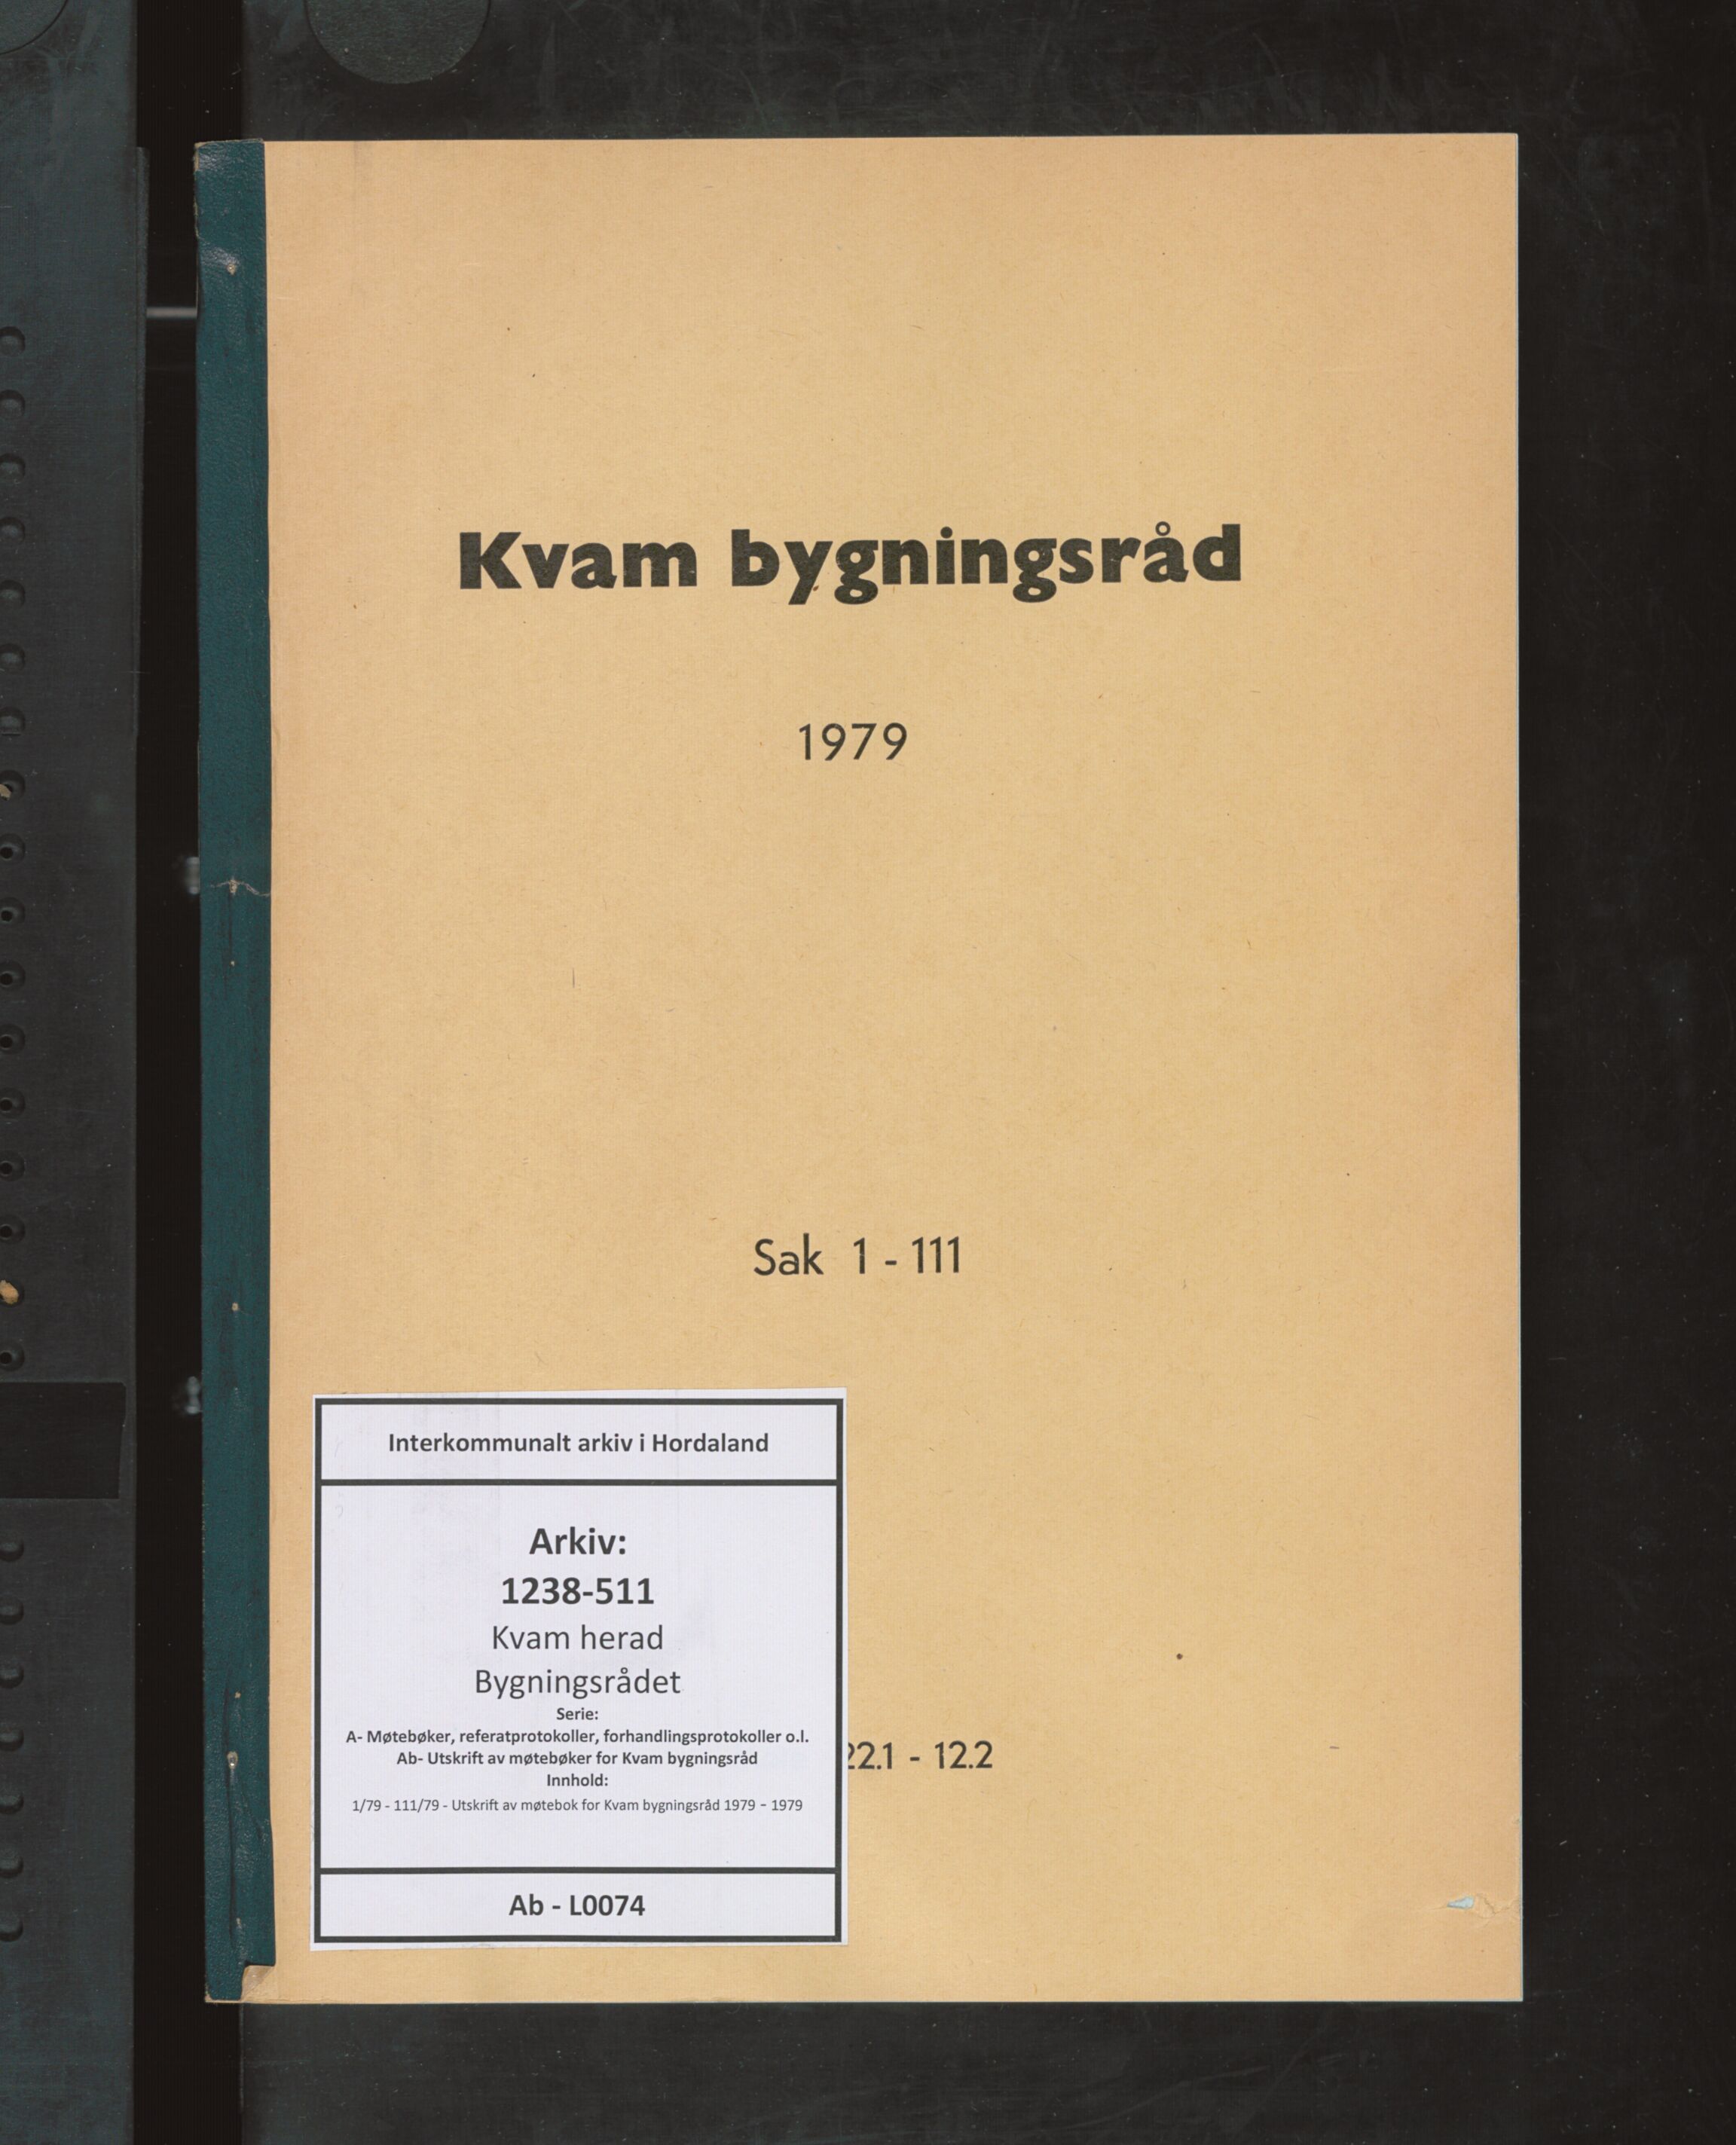 Kvam bygningsråd
1979
Sak 1 - 111
22.1 - 12.2
Interkommunalt arkiv i Hordaland
Arkiv:
1238-511
Kvam herad
Bygningsrådet
Serie:
A- Møtebøker, referatprotokoller, forhandlingsprotokoller o.l.
Ab- Utskrift av møtebøker for Kvam bygningsråd
Innhold:
1/79 - 111/79 - Utskrift av møtebok for Kvam bygningsråd 1979 - 1979
Ab - L0074